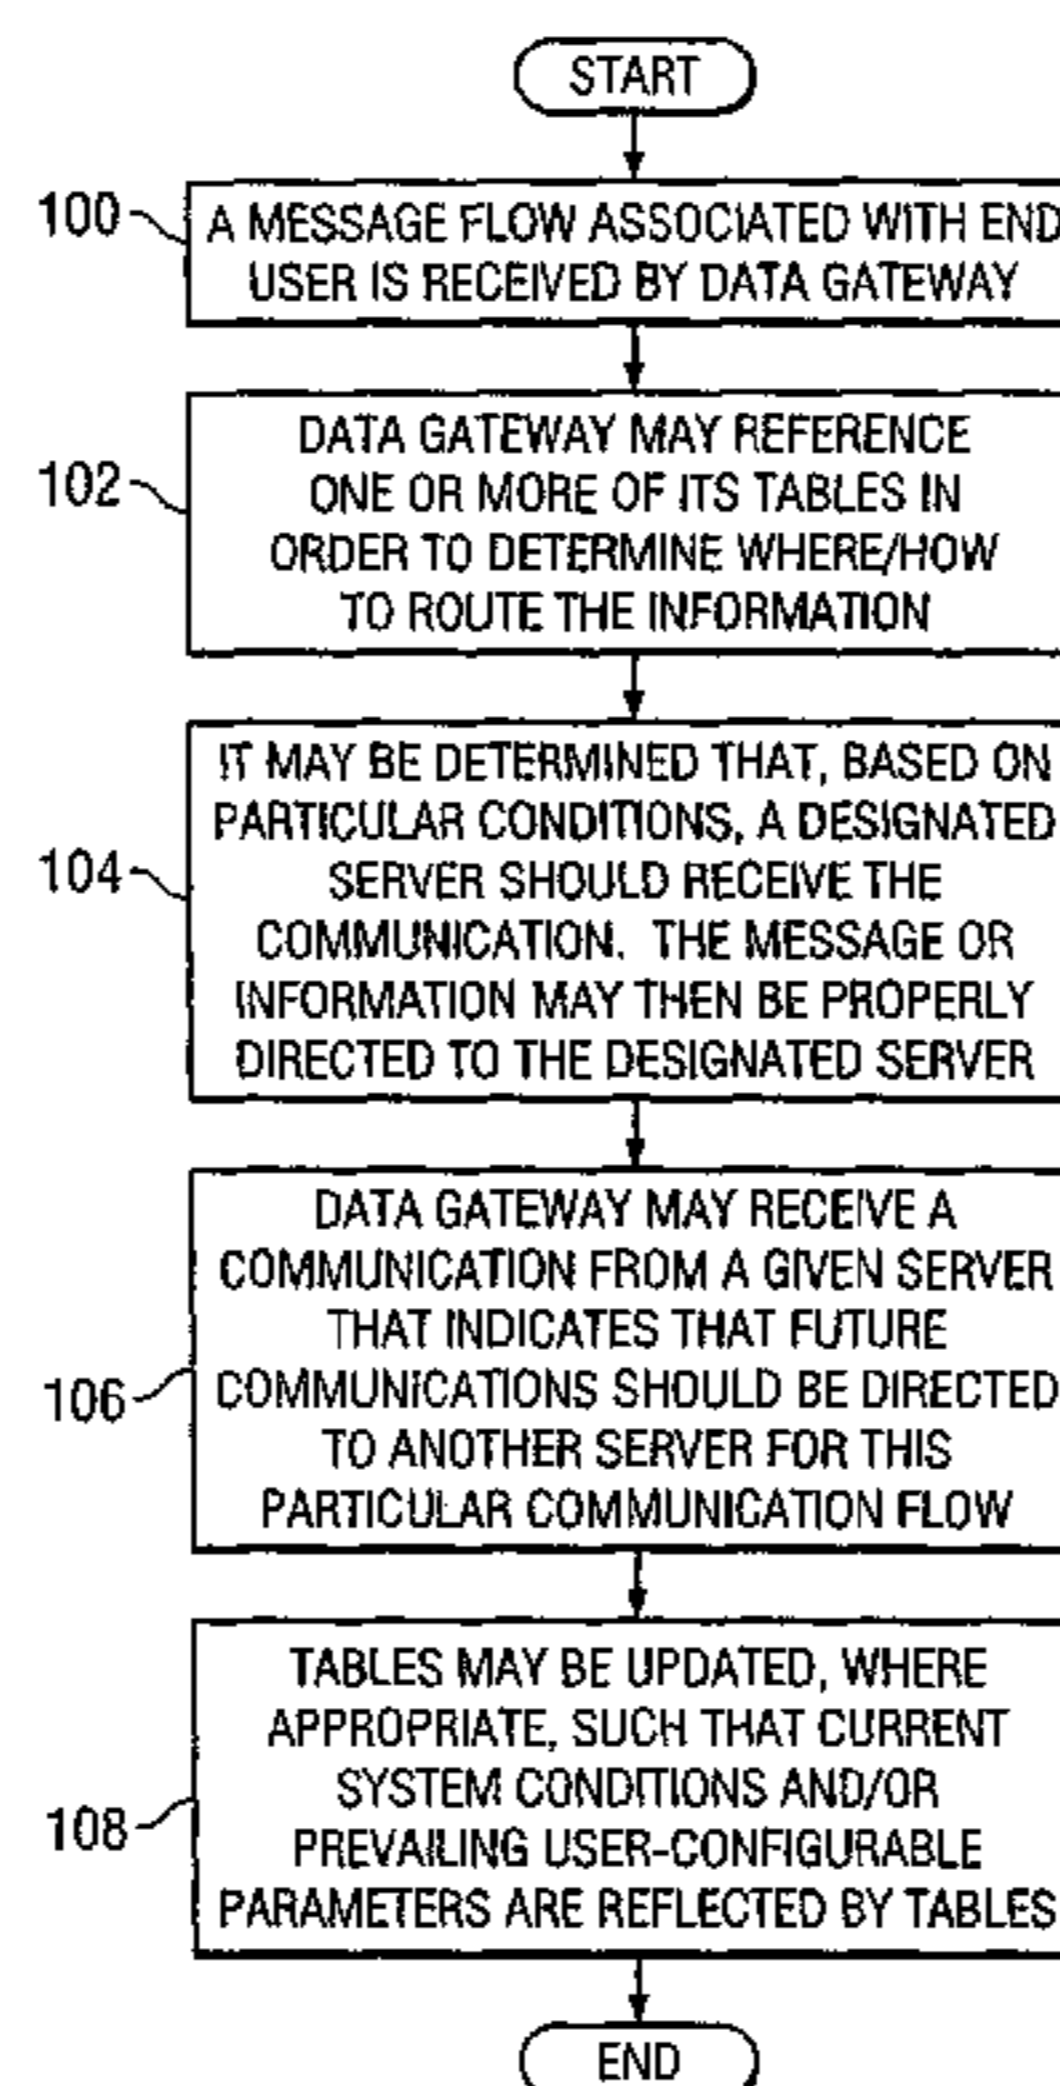 START
100
A MESSAGE FLOW ASSOCIATED WITH END
USER IS RECEIVED BY DATA GATEWAY
102
DATA GATEWAY MAY REFERENCE
ONE OR MORE OF ITS TABLES IN
ORDER TO DETERMINE WHERE/HOW
TO ROUTE THE INFORMATION
104
IT MAY BE DETERMINED THAT, BASED ON
PARTICULAR CONDITIONS, A DESIGNATED
SERVER SHOULD RECEIVE THE
COMMUNICATION. THE MESSAGE OR
INFORMATION MAY THEN BE PROPERLY
DIRECTED TO THE DESIGNATED SERVER
106
DATA GATEWAY MAY RECEIVE A
COMMUNICATION FROM A GIVEN SERVER
THAT INDICATES THAT FUTURE
COMMUNICATIONS SHOULD BE DIRECTED
TO ANOTHER SERVER FOR THIS
PARTICULAR COMMUNICATION FLOW
108
TABLES MAY BE UPDATED, WHERE
APPROPRIATE, SUCH THAT CURRENT
SYSTEM CONDITIONS AND/OR
PREVAILING USER-CONFIGURABLE
PARAMETERS ARE REFLECTED BY TABLES
END